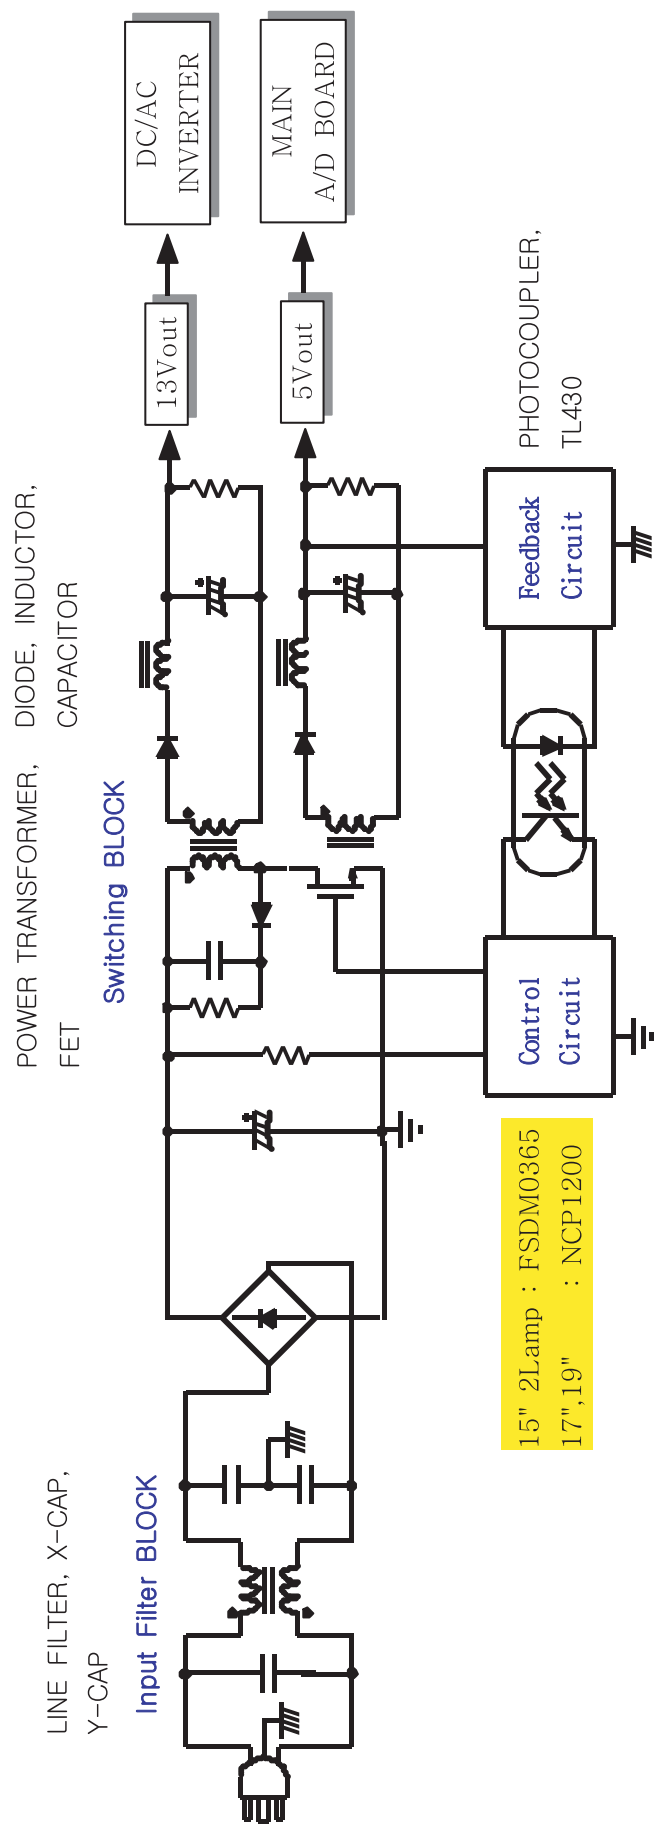 LINE FILTER, X-CAP,
Y-CAP
Input Filter BLOCK
POWER TRANSFORMER,
FET
DIODE, INDUCTOR,
CAPACITOR
Switching BLOCK
13Vout
DC/AC
INVERTER
5Vout
MAIN
A/D BOARD
Control
Circuit
Feedback
Circuit
PHOTOCOUPLER,
TL430
15" 2Lamp : FSDM0365
17",19" : NCP1200